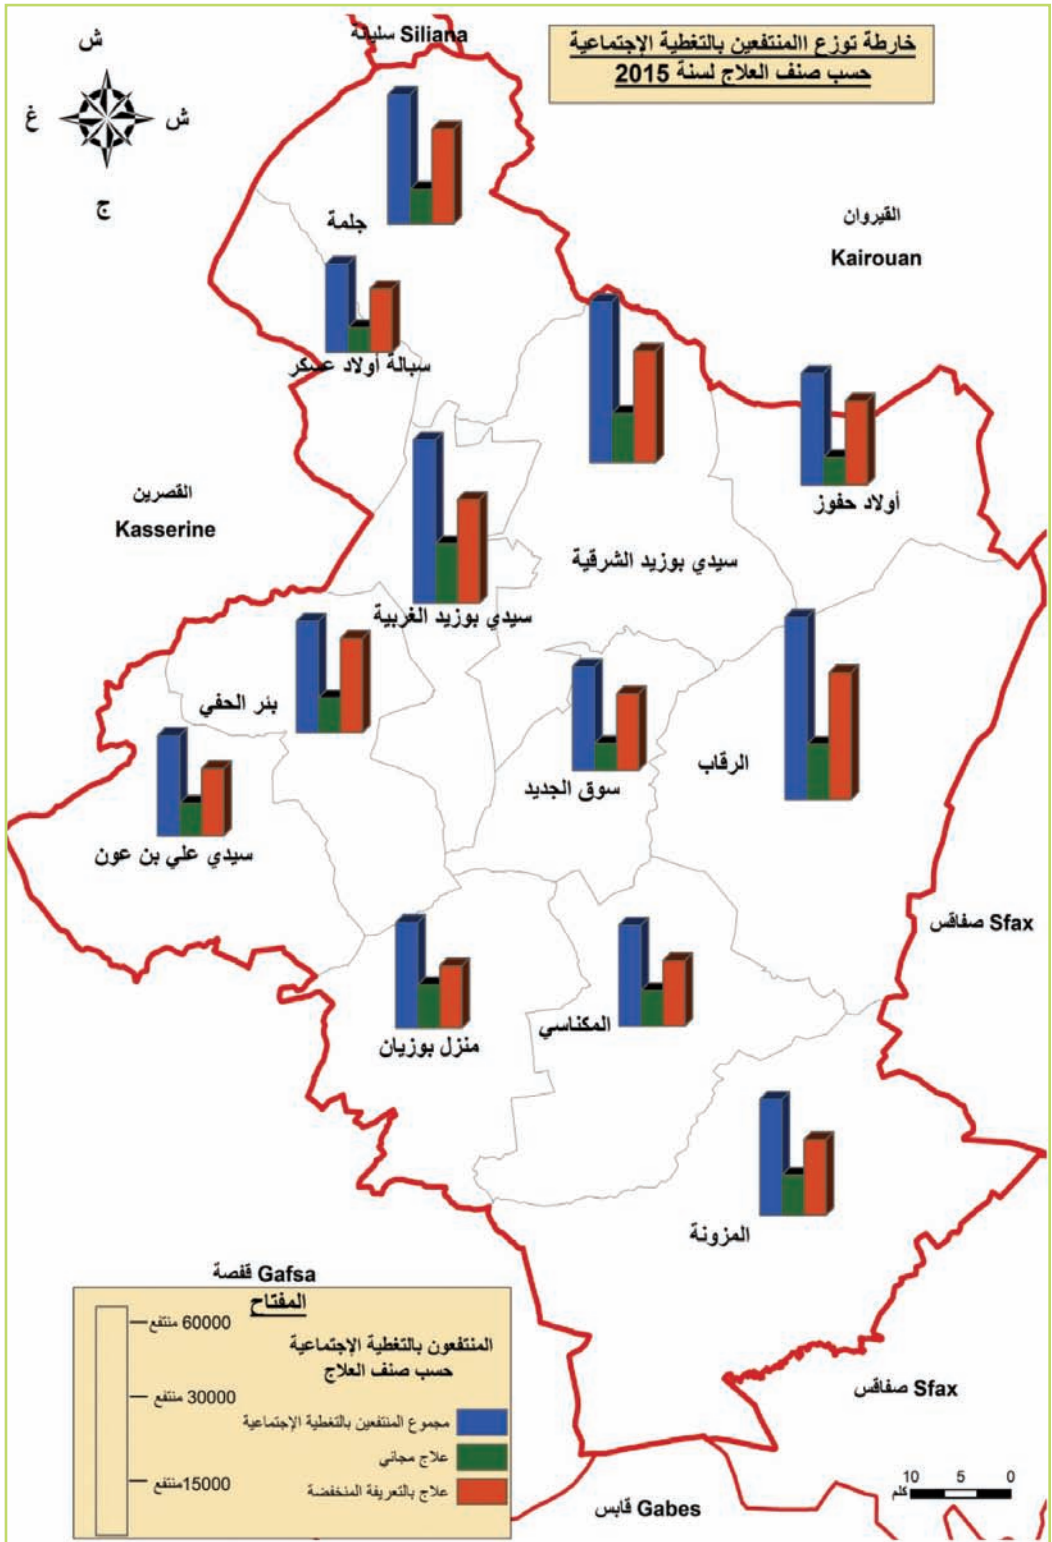 سليانة Siliana
خارطة توزع االمنتفعين بالتغطية الإجتماعية
حسب صنف العلاج لسنة 2015
ش
غ
ش
ج
جلمة
القيروان
Kairouan
سبالة أولاد عسكر
القصرين
Kasserine
أولاد حفوز
سيدي بوزيد الشرقية
سيدي بوزيد الغربية
بئر الحفي
الرقاب
سوق الجديد
سيدي علي بن عون
صفاقس Sfax
المكناسي
منزل بوزيان
المزونة
قفصة Gafsa
المفتاح
60000 منتفع
المنتفعون بالتغطية الإجتماعية
حسب صنف العلاج
30000 منتفع
مجموع المنتفعين بالتغطية الإجتماعية
علاج مجاني
15000منتفع
علاج بالتعريفة المنخفضة
صفاقس Sfax
10 5 0
كلم
قابس Gabes